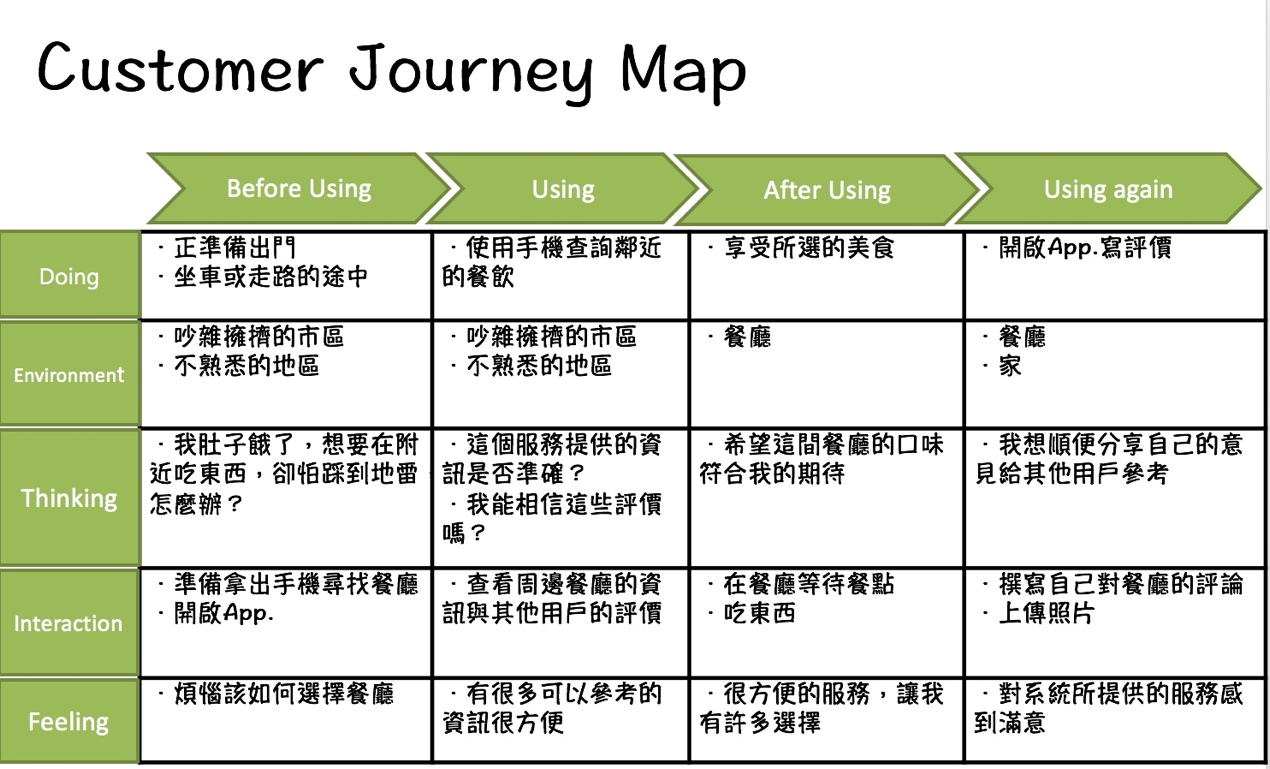 Customer Journey Map
Before Using
Using
After Using
Using again
Doing
· 正準備出門
· 坐車或走路的途中
· 使用手機查詢鄰近
的餐飲
· 享受所選的美食
· 開啟App.寫評價
Environment
· 吵雜擁擠的市區
· 不熟悉的地區
· 吵雜擁擠的市區
· 不熟悉的地區
· 餐廳
· 餐廳
· 家
Thinking
· 我肚子餓了，想要在附
近吃東西，卻怕踩到地雷
怎麼辦？
· 這個服務提供的資
訊是否準確？
· 我能相信這些評價
嗎？
· 希望這間餐廳的口味
符合我的期待
· 我想順便分享自己的意
見給其他用戶參考
Interaction
· 準備拿出手機尋找餐廳
· 開啟App.
· 查看周邊餐廳的資
訊與其他用戶的評價
· 在餐廳等待餐點
· 吃東西
· 撰寫自己對餐廳的評論
· 上傳照片
Feeling
· 煩惱該如何選擇餐廳
· 有很多可以參考的
資訊很方便
· 很方便的服務，讓我
有許多選擇
· 對系統所提供的服務感
到滿意